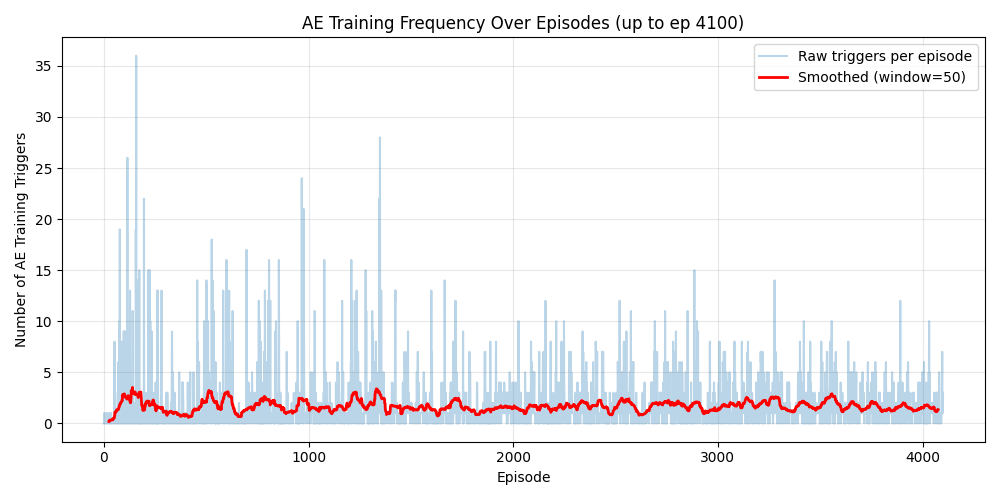 AE Training Frequency Over Episodes (up to ep 4100)
Raw triggers per episode
Smoothed (window=50)
Number of AE Training Triggers
35
30
25
20
15
10
5
0
0 1000 2000 3000 4000
Episode